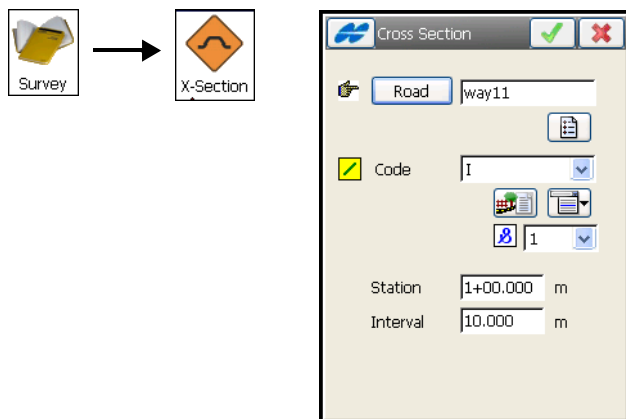 Survey
X-Section
Cross Section
Road way11
Code I
1
Station 1+00.000 m
Interval 10.000 m